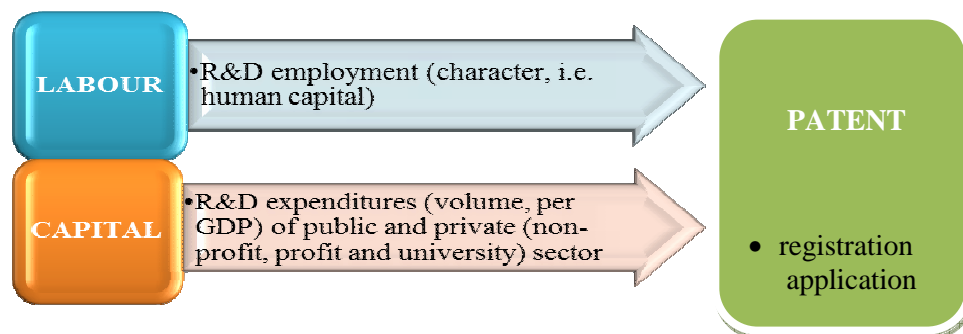 LABOUR
•R&D employment (character, i.e.
human capital)
CAPITAL
•R&D expenditures (volume, per
GDP) of public and private (non-
profit, profit and university) sector
PATENT
• registration
application